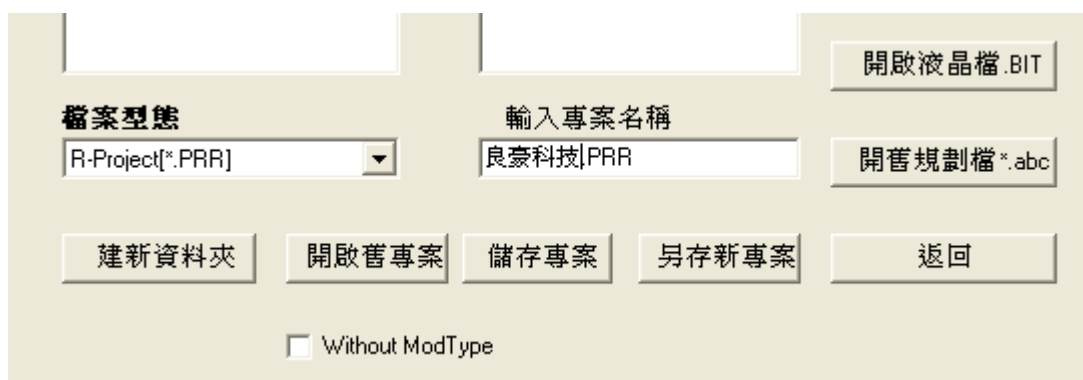 開啟液晶檔.BIT
檔案型態
輸入專案名稱
R-Project[*.PRR]
良豪科技.PRR
開舊規劃檔*.abc
建新資料夾
開啟舊專案
儲存專案
另存新專案
返回
Without ModType